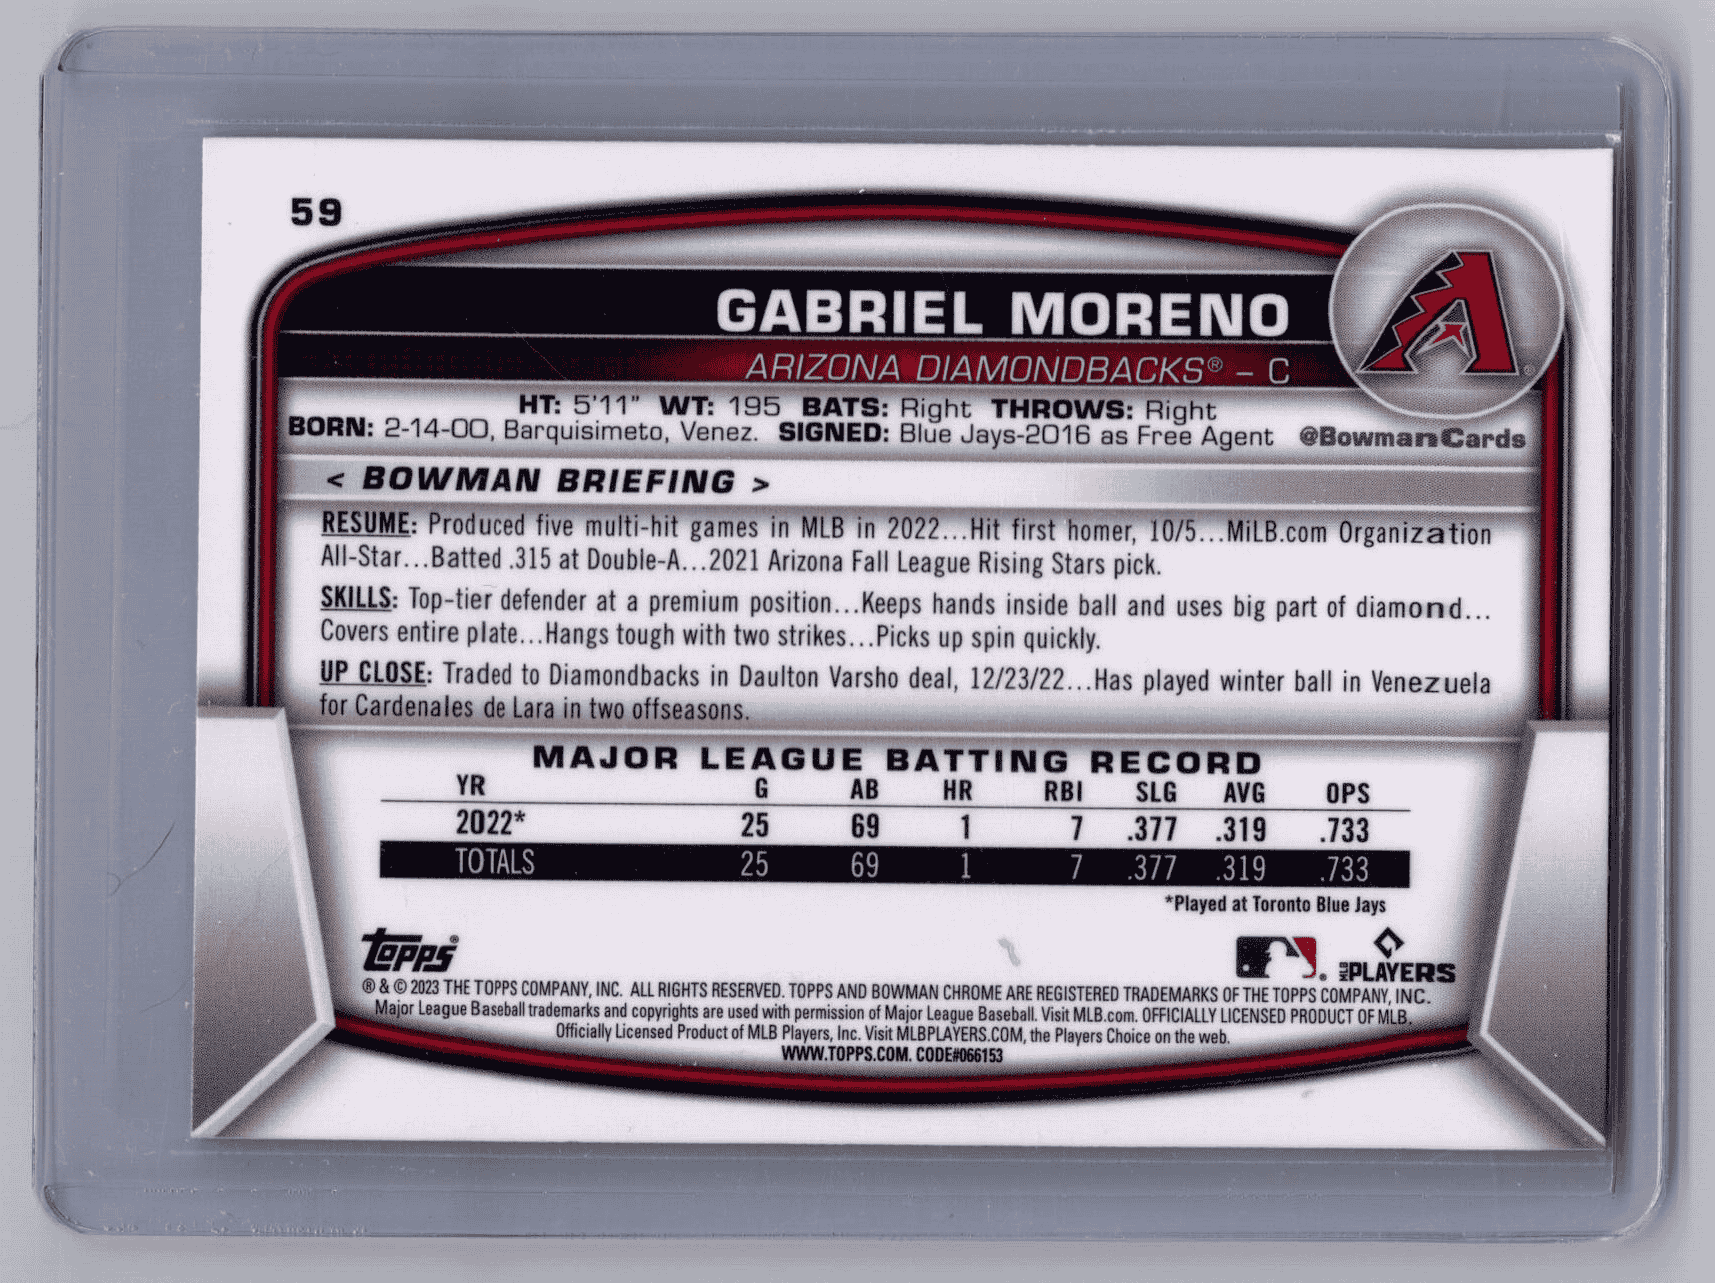 59
GABRIEL MORENO
ARIZONA DIAMONDBACKS® – C
HT: 5'11" WT: 195 BATS: Right THROWS: Right
BORN: 2-14-00, Barquisimeto, Venez. SIGNED: Blue Jays-2016 as Free Agent @BowmanCards
< BOWMAN BRIEFING >
RESUME: Produced five multi-hit games in MLB in 2022...Hit first homer, 10/5...MiLB.com Organization
All-Star...Batted .315 at Double-A...2021 Arizona Fall League Rising Stars pick.
SKILLS: Top-tier defender at a premium position...Keeps hands inside ball and uses big part of diamond...
Covers entire plate...Hangs tough with two strikes...Picks up spin quickly.
UP CLOSE: Traded to Diamondbacks in Daulton Varsho deal, 12/23/22...Has played winter ball in Venezuela
for Cardenales de Lara in two offseasons.
MAJOR LEAGUE BATTING RECORD
YR G AB HR RBI SLG AVG OPS
2022* 25 69 1 7 .377 .319 .733
TOTALS 25 69 1 7 .377 .319 .733
*Played at Toronto Blue Jays
Topps® MLB PLAYERS
® & © 2023 THE TOPPS COMPANY, INC. ALL RIGHTS RESERVED. TOPPS AND BOWMAN CHROME ARE REGISTERED TRADEMARKS OF THE TOPPS COMPANY, INC.
Major League Baseball trademarks and copyrights are used with permission of Major League Baseball. Visit MLB.com. OFFICIALLY LICENSED PRODUCT OF MLB.
Officially Licensed Product of MLB Players, Inc. Visit MLBPLAYERS.COM, the Players Choice on the web.
WWW.TOPPS.COM. CODE#066153